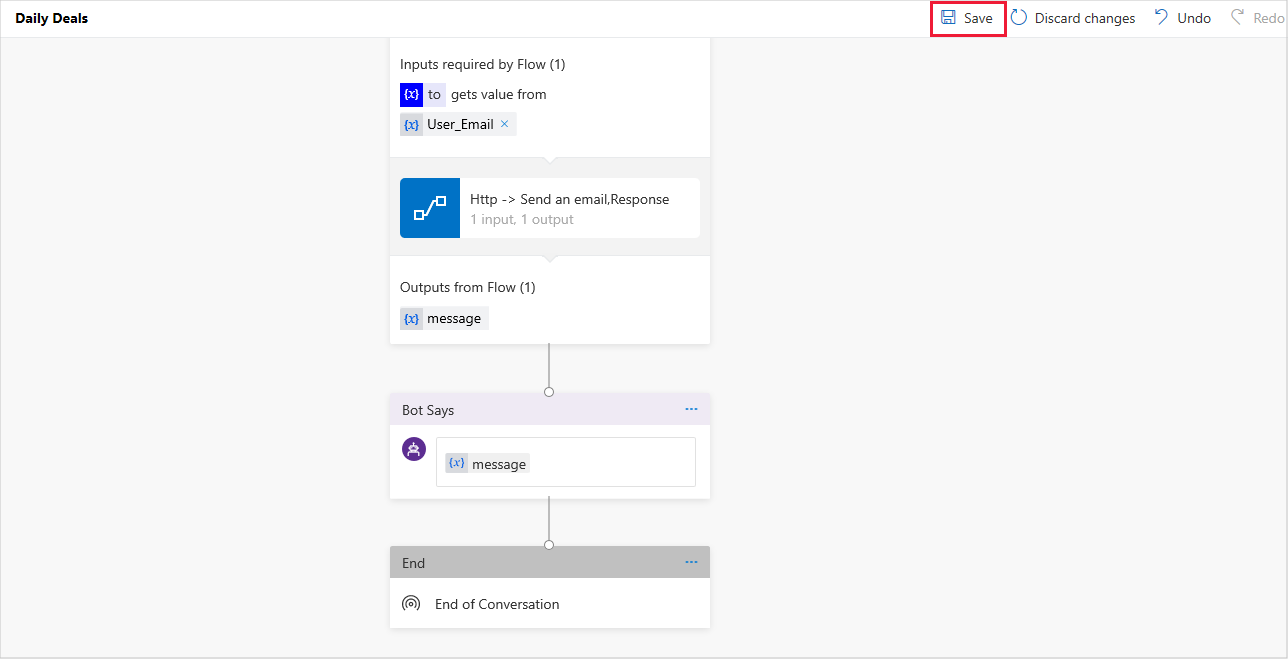 Daily Deals
Save
Discard changes
Undo
Redo
Inputs required by Flow (1)
{x} to gets value from
{x} User_Email ×
Http -> Send an email,Response
1 input, 1 output
Outputs from Flow (1)
{x} message
Bot Says
{x} message
End
End of Conversation